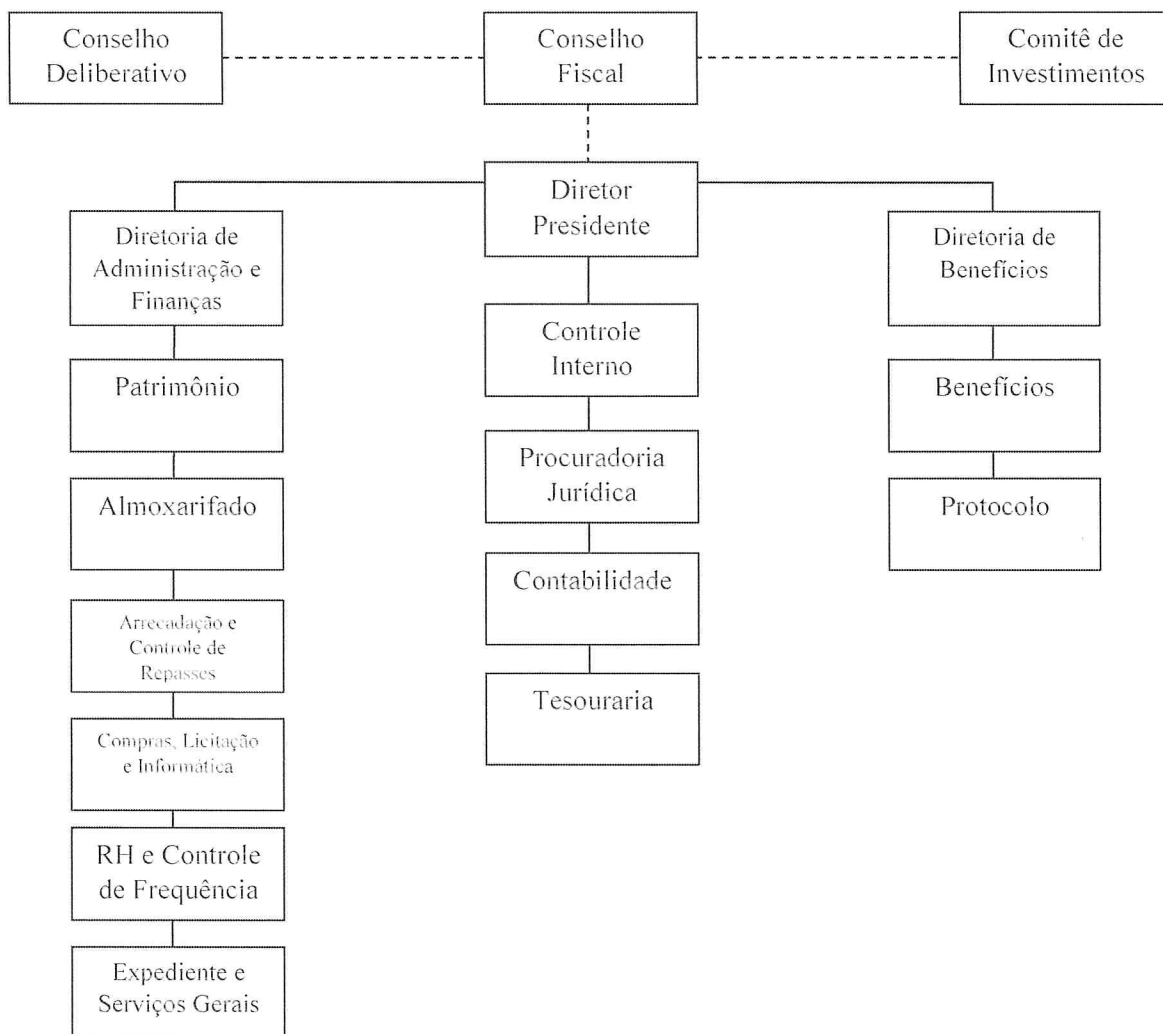 Conselho
Deliberativo
Conselho
Fiscal
Comitê de
Investimentos
Diretor
Presidente
Diretoria de
Administração e
Finanças
Diretoria de
Benefícios
Controle
Interno
Patrimônio
Benefícios
Procuradoria
Jurídica
Almoxarifado
Protocolo
Contabilidade
Arrecadação e
Controle de
Repasses
Tesouraria
Compras, Licitação
e Informática
RH e Controle
de Frequência
Expediente e
Serviços Gerais